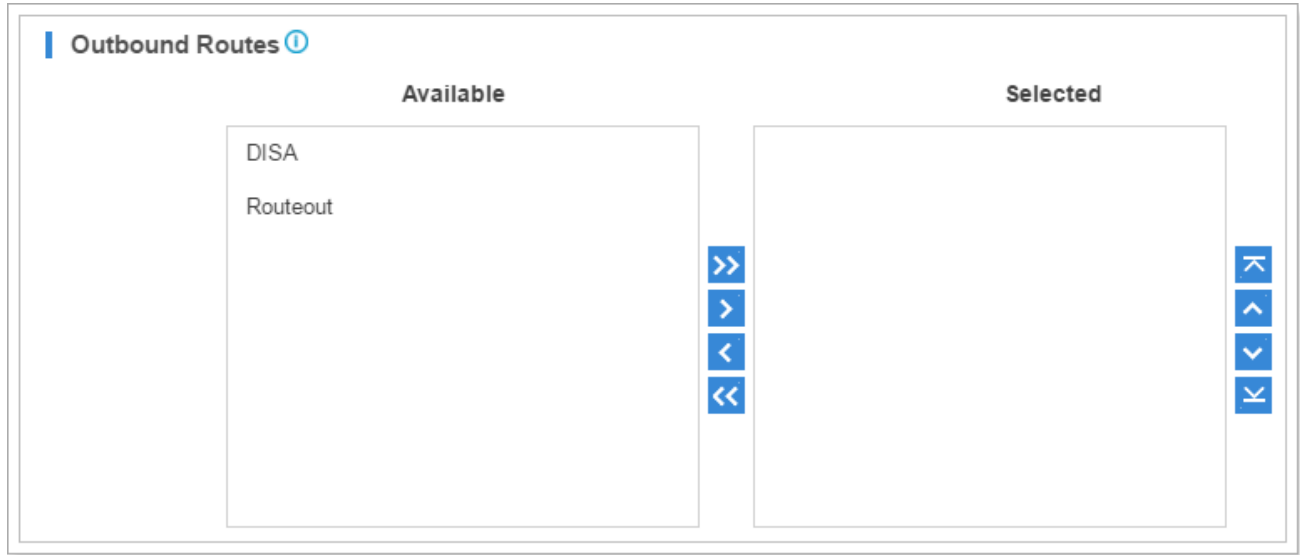 Outbound Routes
Available
Selected
DISA
Routeout